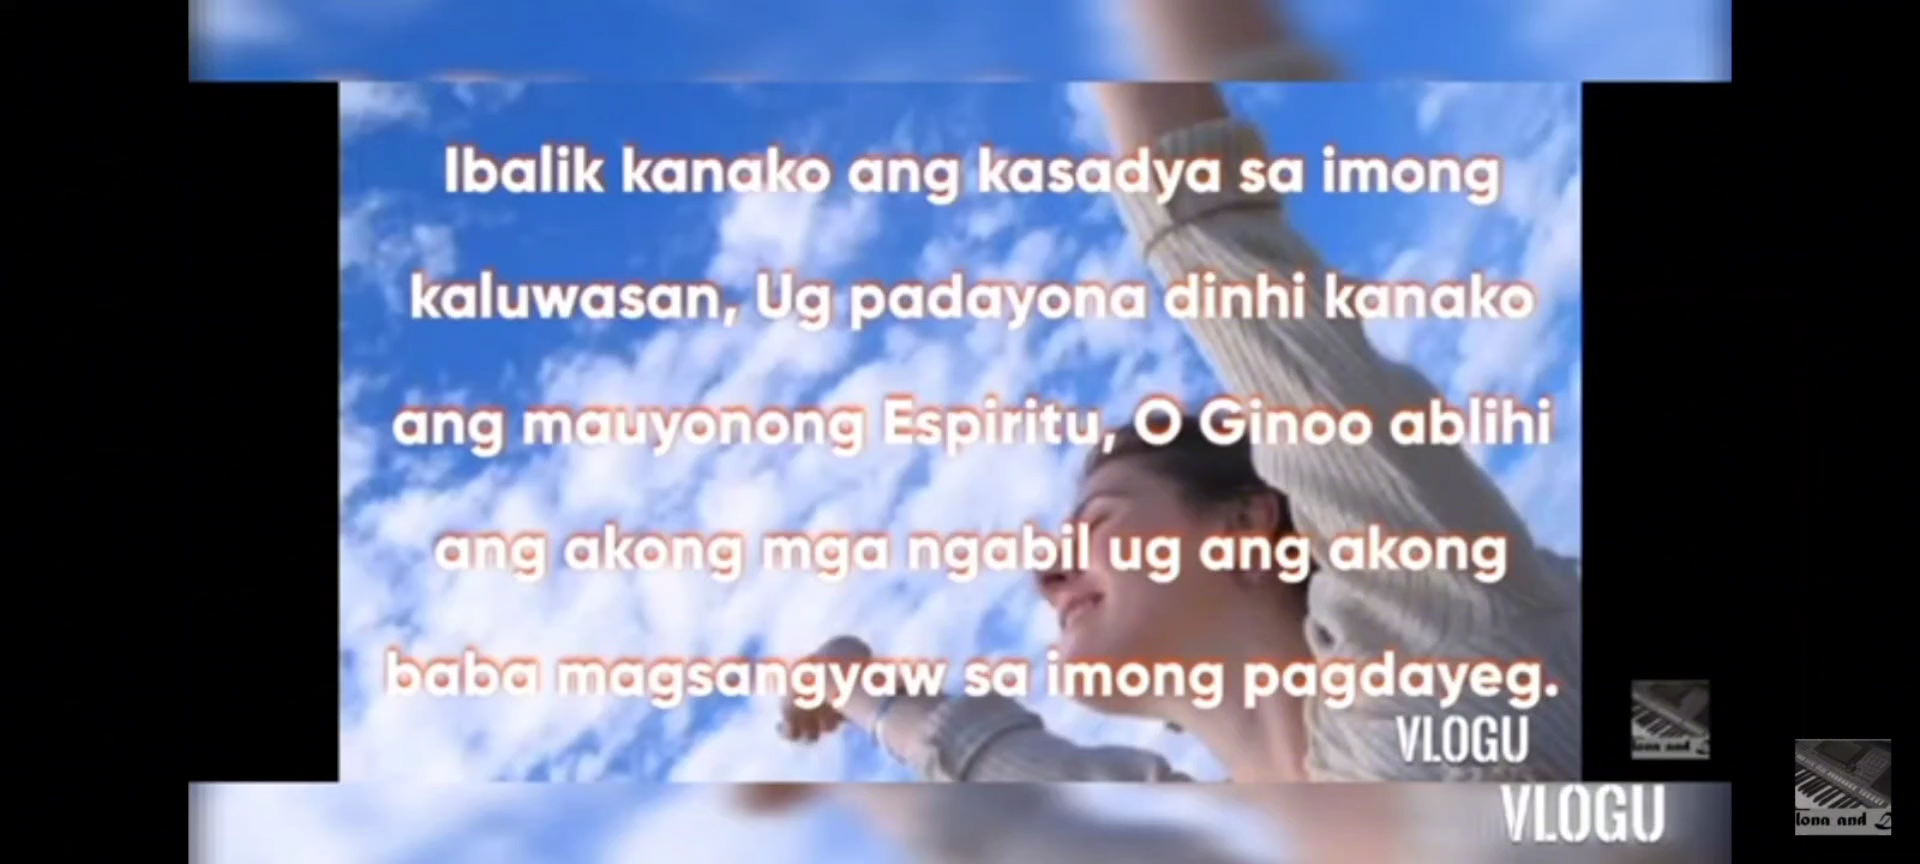 Ibalik kanako ang kasadya sa imong
kaluwasan, Ug padayona dinhi kanako
ang mauyonong Espiritu, O Ginoo ablihi
ang akong mga ngabil ug ang akong
baba magsangyaw sa imong pagdayeg.
VLOGU
VLOGU